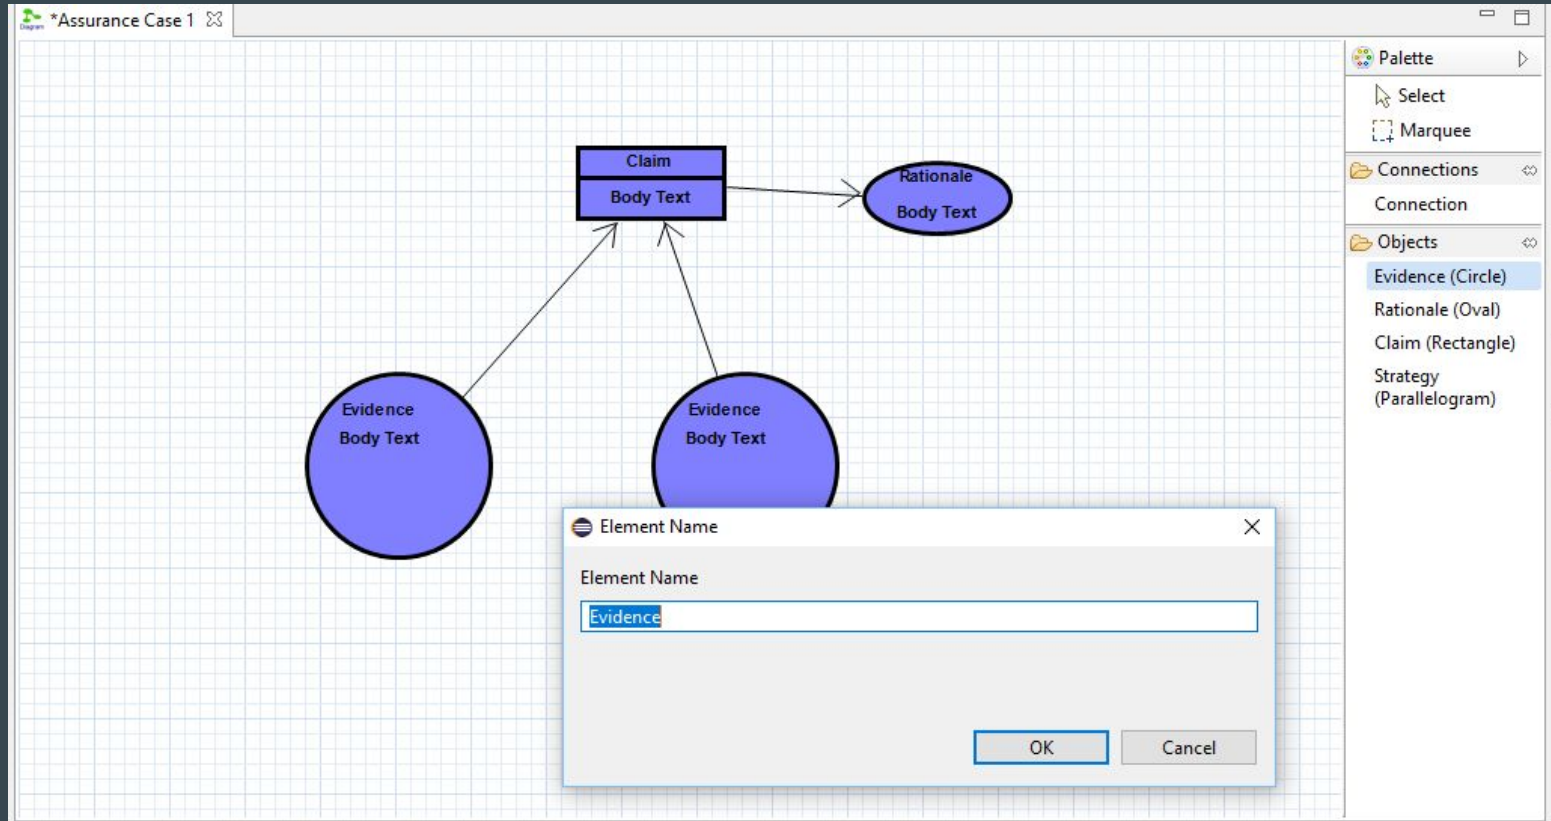 *Assurance Case 1
Diagram
Palette
Select
Marquee
Connections
Connection
Objects
Evidence (Circle)
Rationale (Oval)
Claim (Rectangle)
Strategy
(Parallelogram)
Claim
Body Text
Rationale
Body Text
Evidence
Body Text
Evidence
Body Text
Element Name
Element Name
Evidence
OK
Cancel